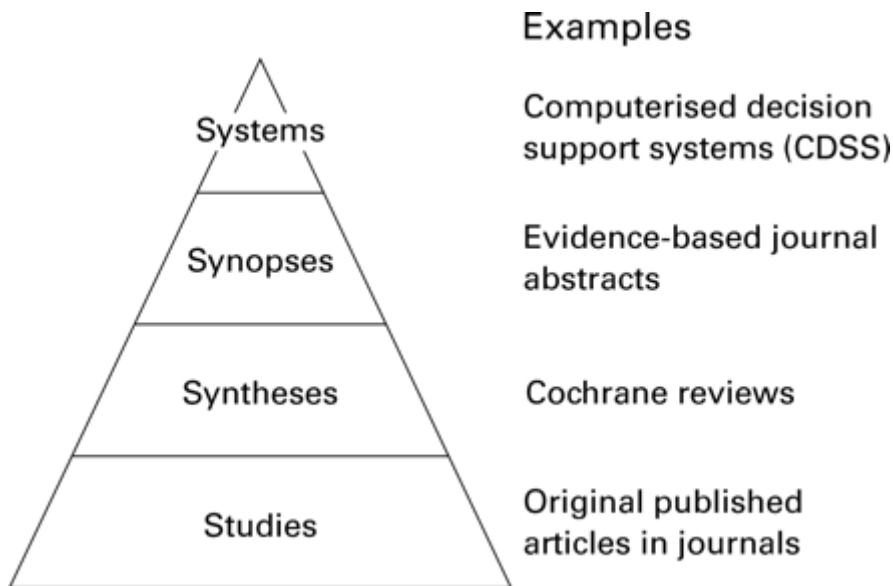 Examples
Systems
Computerised decision
support systems (CDSS)
Synopses
Evidence-based journal
abstracts
Syntheses
Cochrane reviews
Studies
Original published
articles in journals